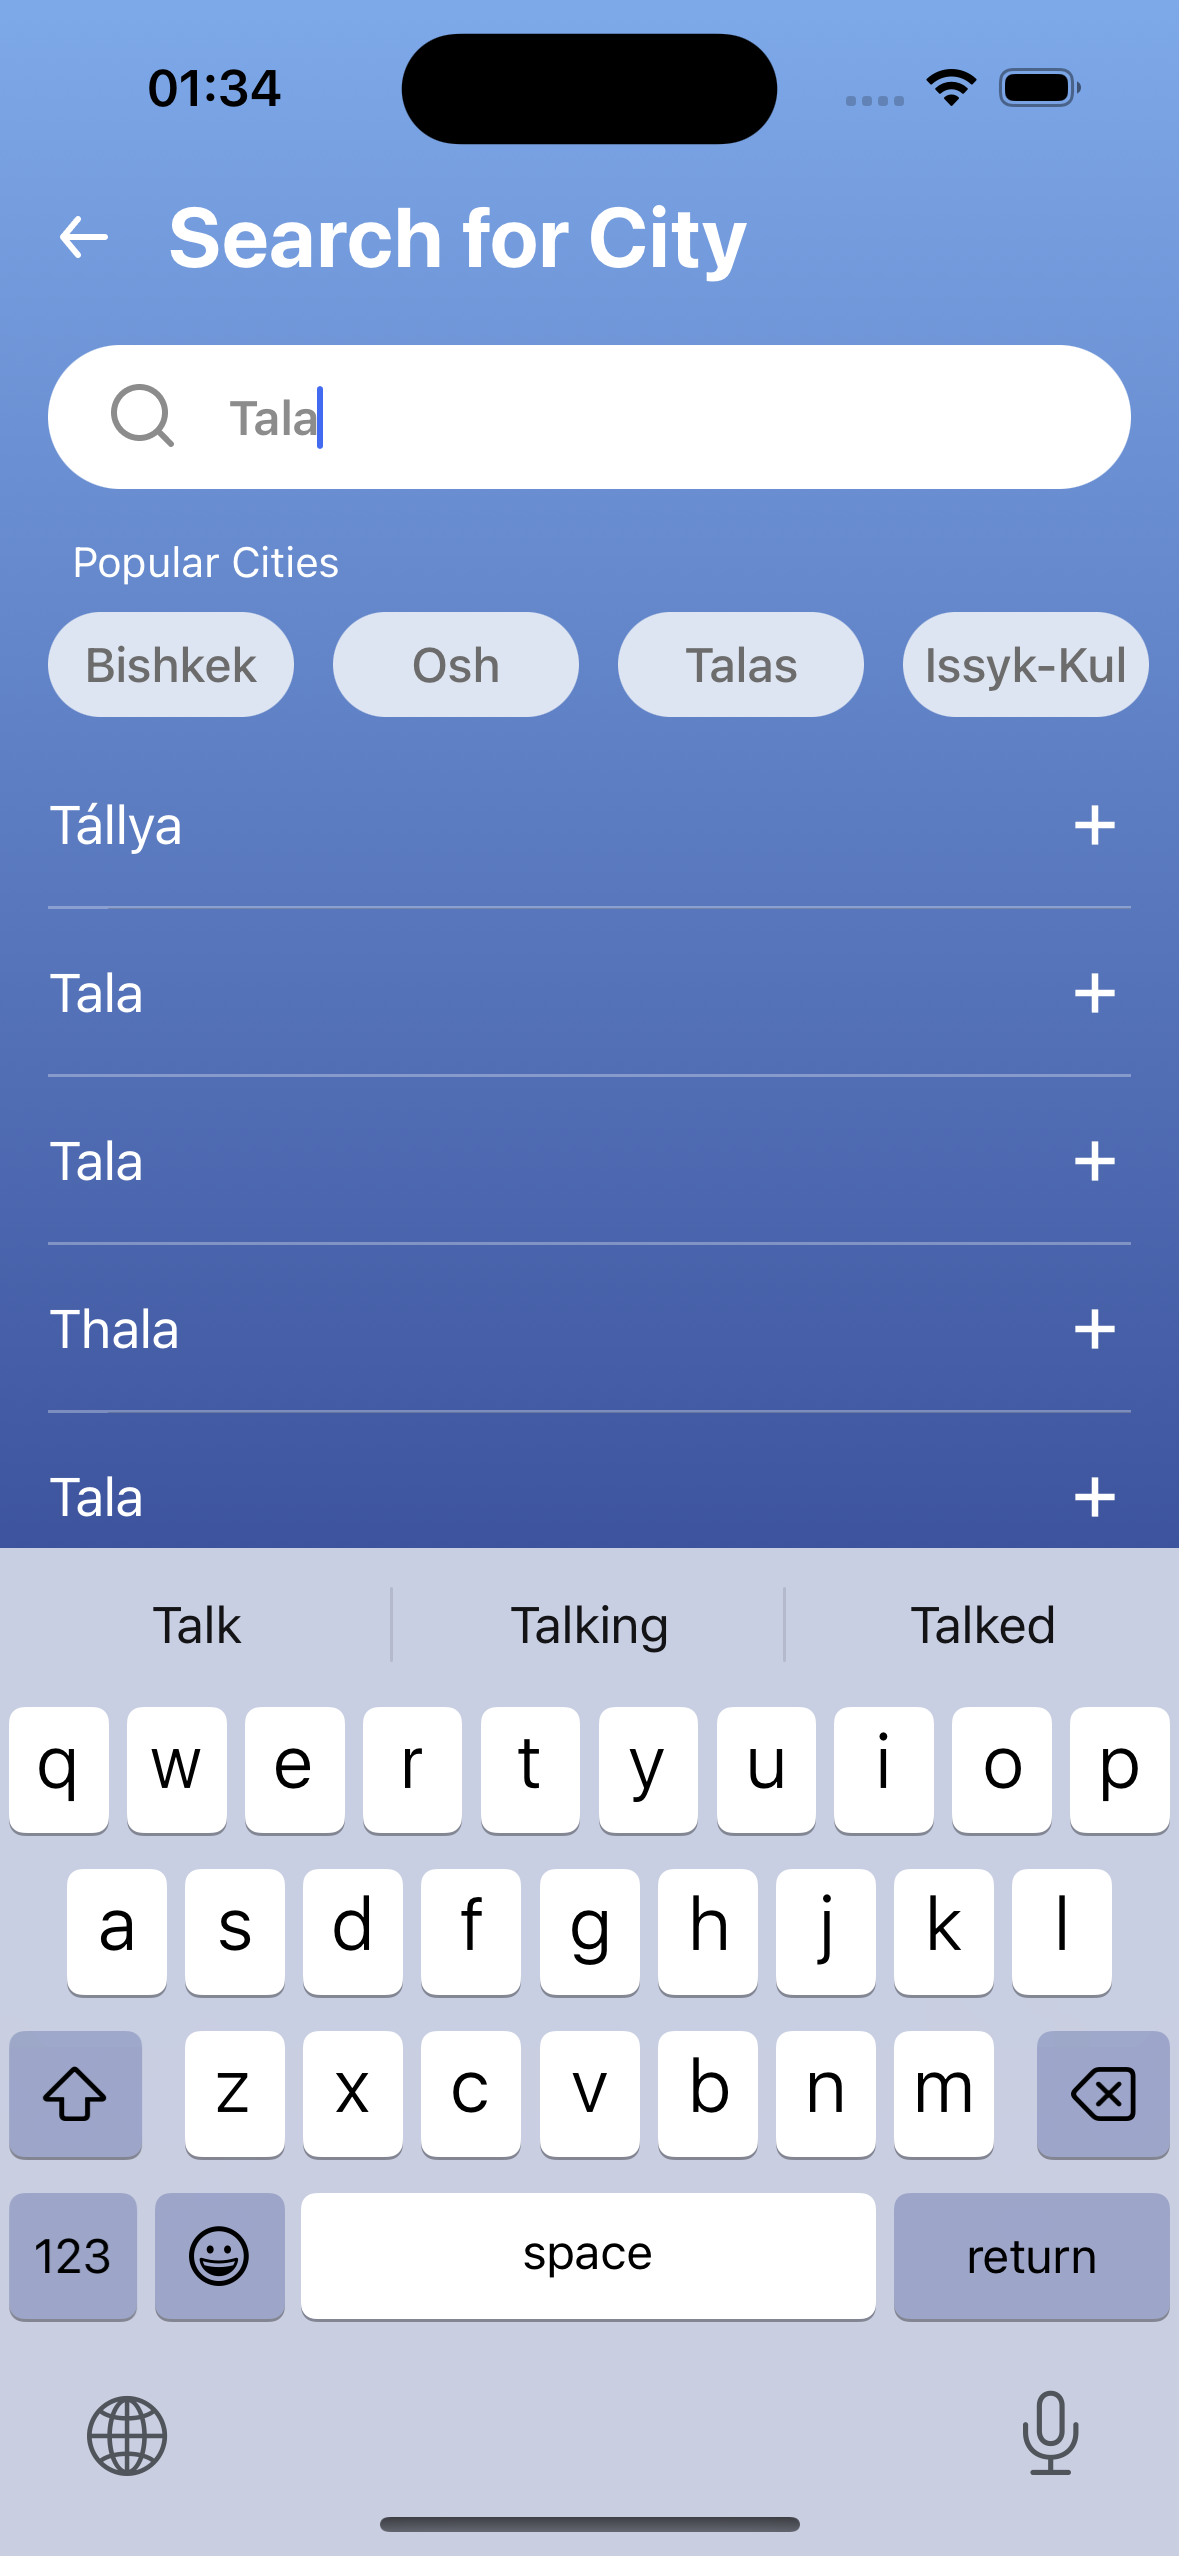 01:34
Search for City
Tala
Popular Cities
Bishkek Osh Talas Issyk-Kul
Tállya +
Tala +
Tala +
Thala +
Tala +
Talk Talking Talked
q w e r t y u i o p
a s d f g h j k l
z x c v b n m
123 space return